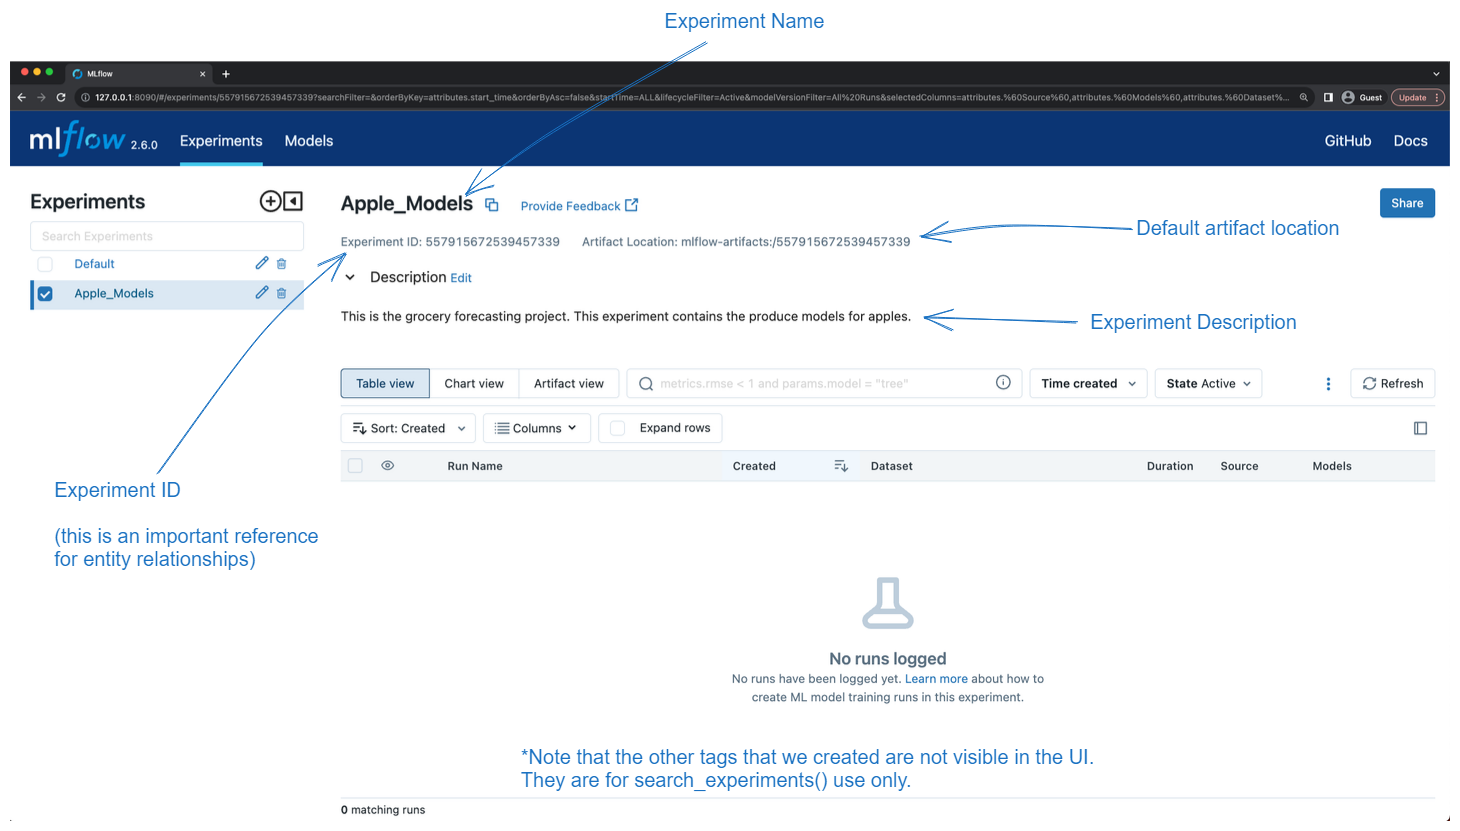 Experiment Name
MLflow
127.0.0.1:8090/#/experiments/557915672539457339?searchFilter=&orderByKey=attributes.start_time&orderByAsc=false&startTime=ALL&lifecycleFilter=Active&modelVersionFilter=All%20Runs&selectedColumns=attributes.%60Source%60,attributes.%60Models%60,attributes.%60Dataset%...
Guest
Update
mlflow 2.6.0
Experiments
Models
GitHub
Docs
Experiments
Search Experiments
Default
Apple_Models
Apple_Models
Provide Feedback
Share
Experiment ID: 557915672539457339
Artifact Location: mlflow-artifacts:/557915672539457339
Default artifact location
Description Edit
This is the grocery forecasting project. This experiment contains the produce models for apples.
Experiment Description
Table view
Chart view
Artifact view
metrics.rmse < 1 and params.model = "tree"
Time created
State Active
Refresh
Sort: Created
Columns
Expand rows
Run Name
Created
Dataset
Duration
Source
Models
Experiment ID
(this is an important reference
for entity relationships)
No runs logged
No runs have been logged yet. Learn more about how to
create ML model training runs in this experiment.
*Note that the other tags that we created are not visible in the UI.
They are for search_experiments() use only.
0 matching runs